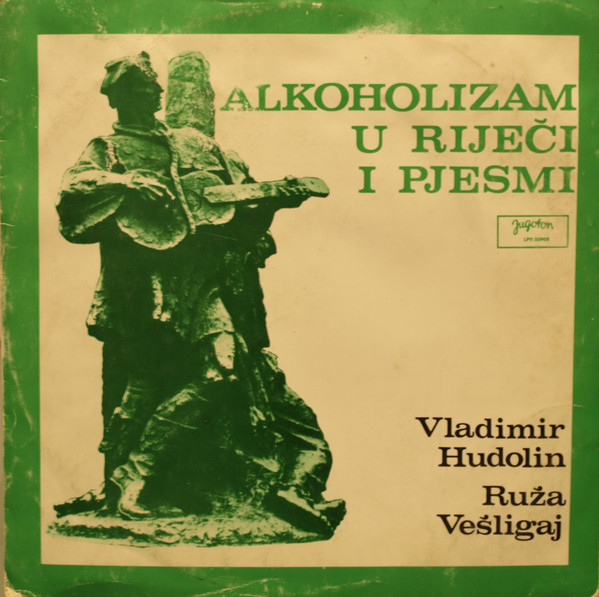 ALKOHOLIZAM
U RIJEČI
I PJESMI
Jugoton
Vladimir
Hudolin
Ruža
Vešligaj